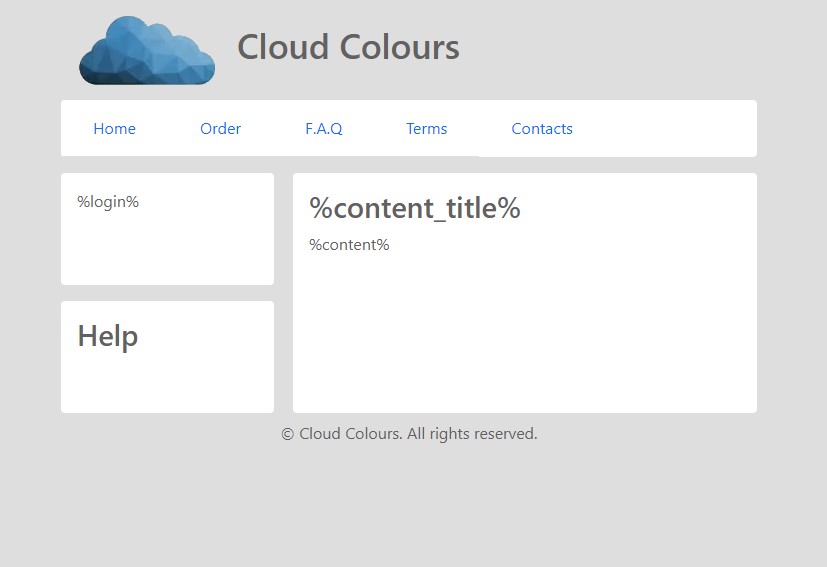 Cloud Colours
Home Order F.A.Q Terms Contacts
%login%
%content_title%
%content%
Help
© Cloud Colours. All rights reserved.